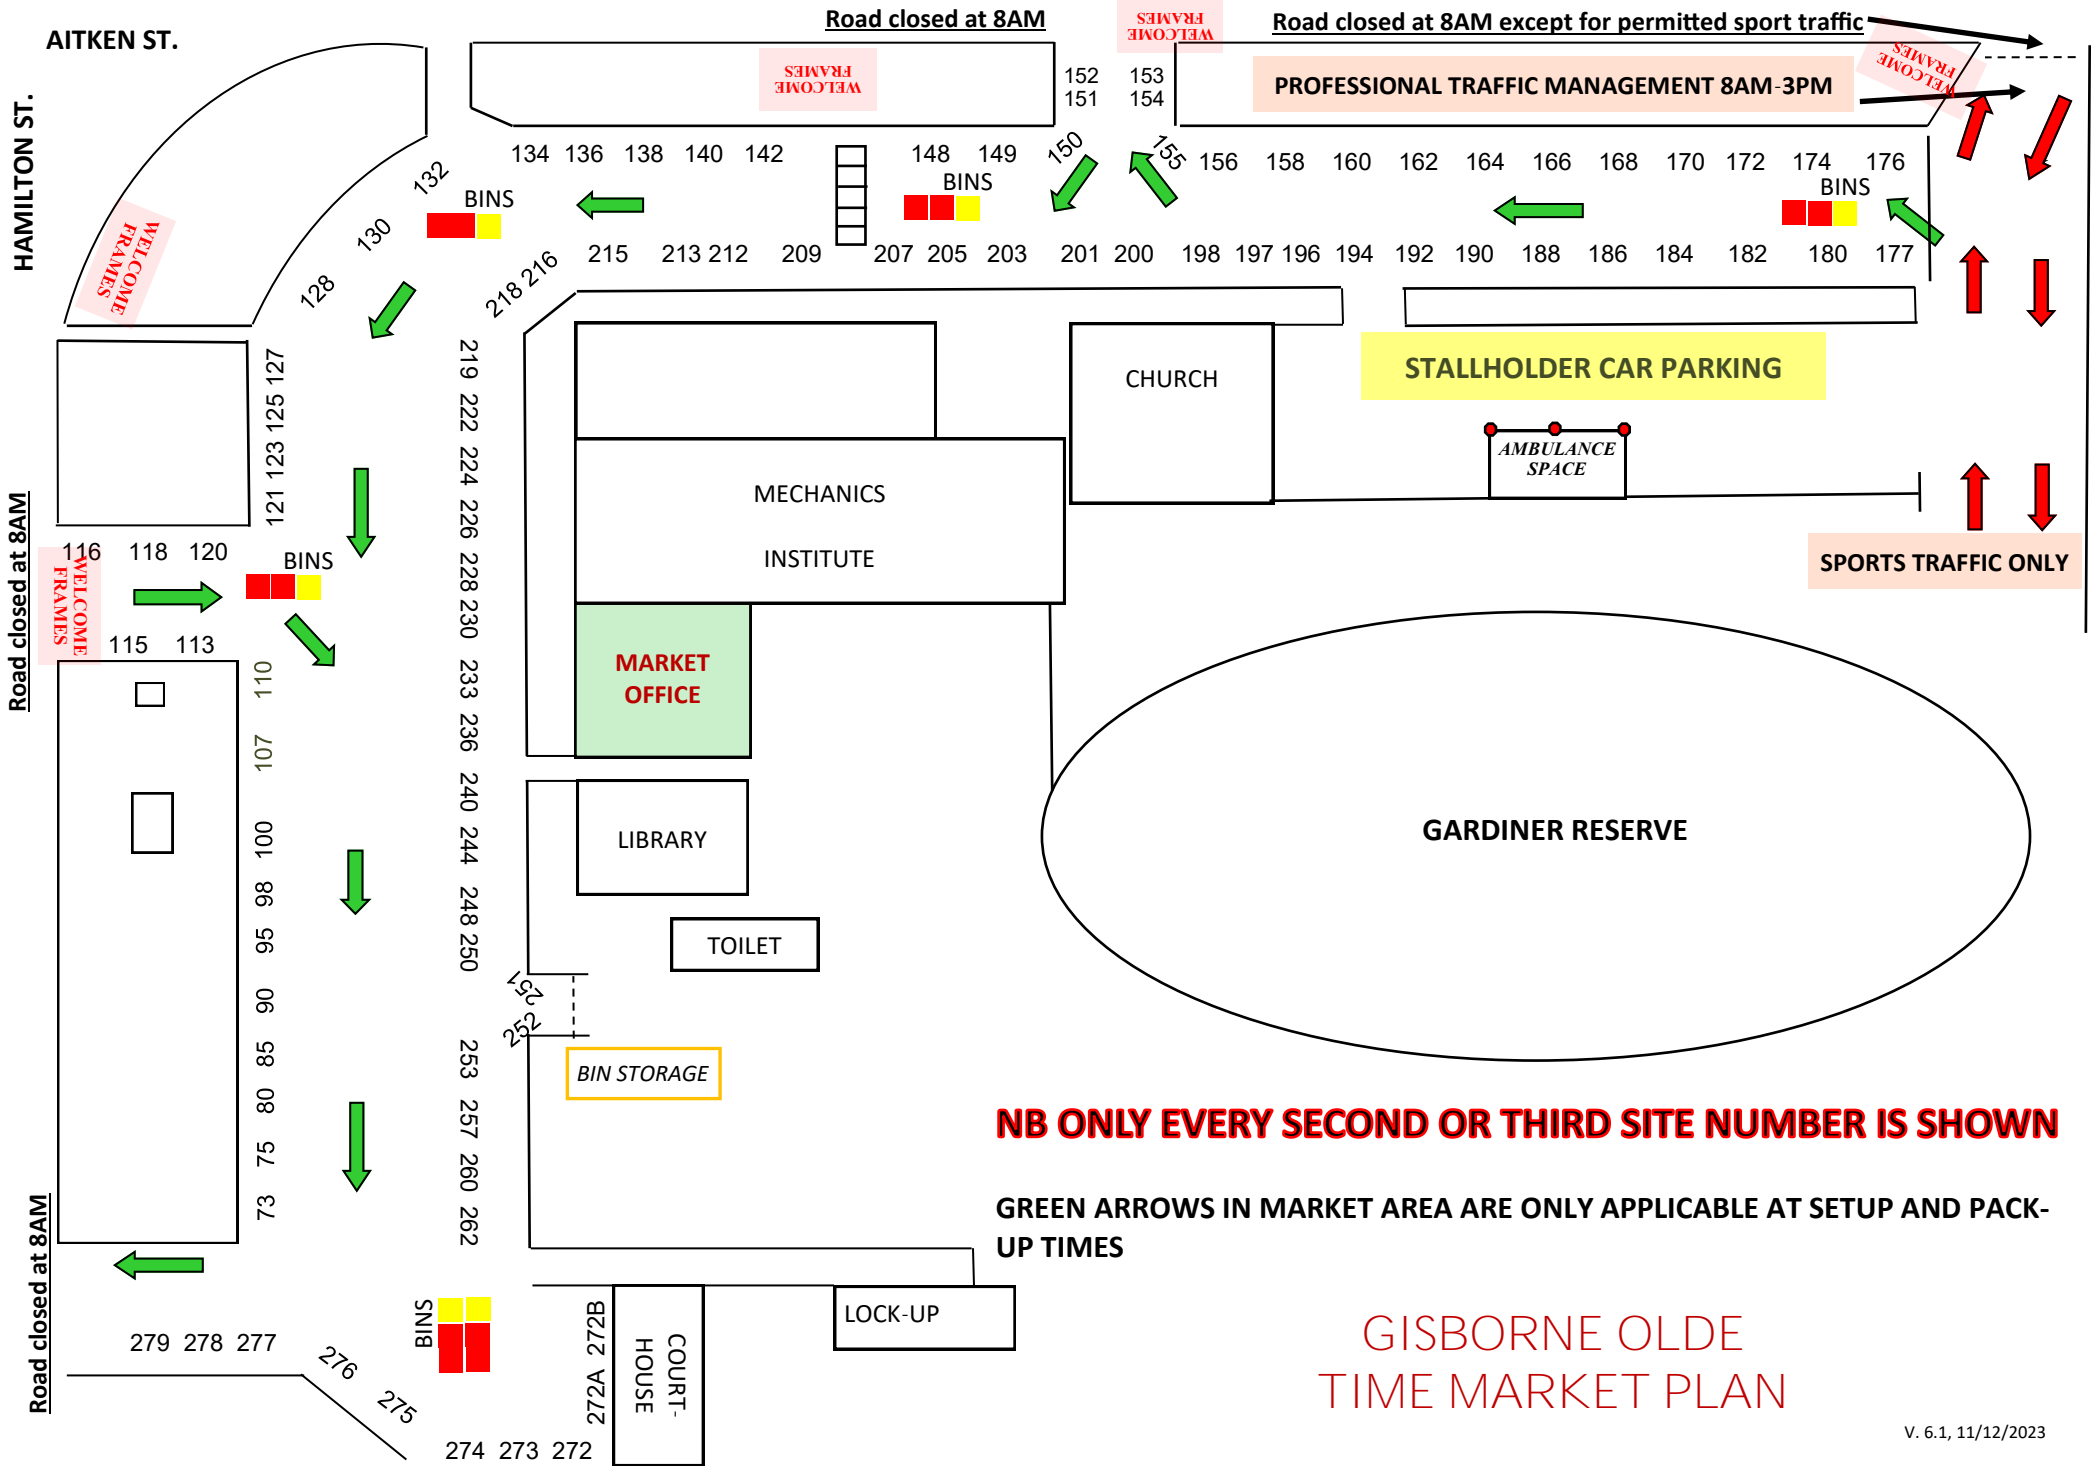 AITKEN ST.
Road closed at 8AM
WELCOME
FRAMES
Road closed at 8AM except for permitted sport traffic
WELCOME
FRAMES
WELCOME
FRAMES
PROFESSIONAL TRAFFIC MANAGEMENT 8AM-3PM
HAMILTON ST.
152 153
151 154
134 136 138 140 142 148 149 150 155 156 158 160 162 164 166 168 170 172 174 176
132
BINS
BINS
BINS
130
128
WELCOME
FRAMES
218 216 215 213 212 209 207 205 203 201 200 198 197 196 194 192 190 188 186 184 182 180 177
121 123 125 127
219 222 224 226 228 230 233 236 240 244 248 250
CHURCH
STALLHOLDER CAR PARKING
AMBULANCE
SPACE
MECHANICS
INSTITUTE
SPORTS TRAFFIC ONLY
Road closed at 8AM
116 118 120
BINS
WELCOME
FRAMES
115 113
110
107
100
98
95
90
85
80
75
73
MARKET
OFFICE
LIBRARY
TOILET
GARDINER RESERVE
251
252
253 257 260 262
BIN STORAGE
NB ONLY EVERY SECOND OR THIRD SITE NUMBER IS SHOWN
GREEN ARROWS IN MARKET AREA ARE ONLY APPLICABLE AT SETUP AND PACK-
UP TIMES
Road closed at 8AM
279 278 277
276
275
BINS
274 273 272
272A 272B
COURT-
HOUSE
LOCK-UP
GISBORNE OLDE
TIME MARKET PLAN
V. 6.1, 11/12/2023